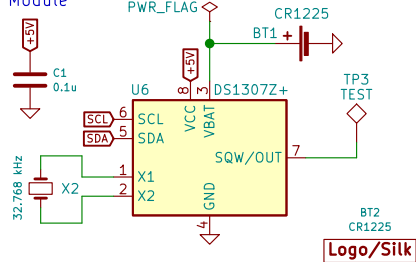 Module
PWR_FLAG
CR1225
BT1 +
+5V
C1
0.1u
+5V
TP3
TEST
U6
DS1307Z+
8
3
VCC
VBAT
SCL 6 SCL
SDA 5 SDA
SQW/OUT 7
1 X1
2 X2
X2
32.768 kHz
GND
4
BT2
CR1225
Logo/Silk